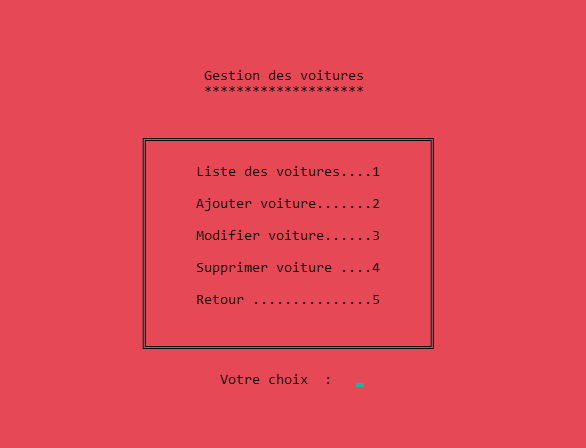 Gestion des voitures
********************
Liste des voitures....1
Ajouter voiture.......2
Modifier voiture......3
Supprimer voiture ....4
Retour ...............5
Votre choix  :